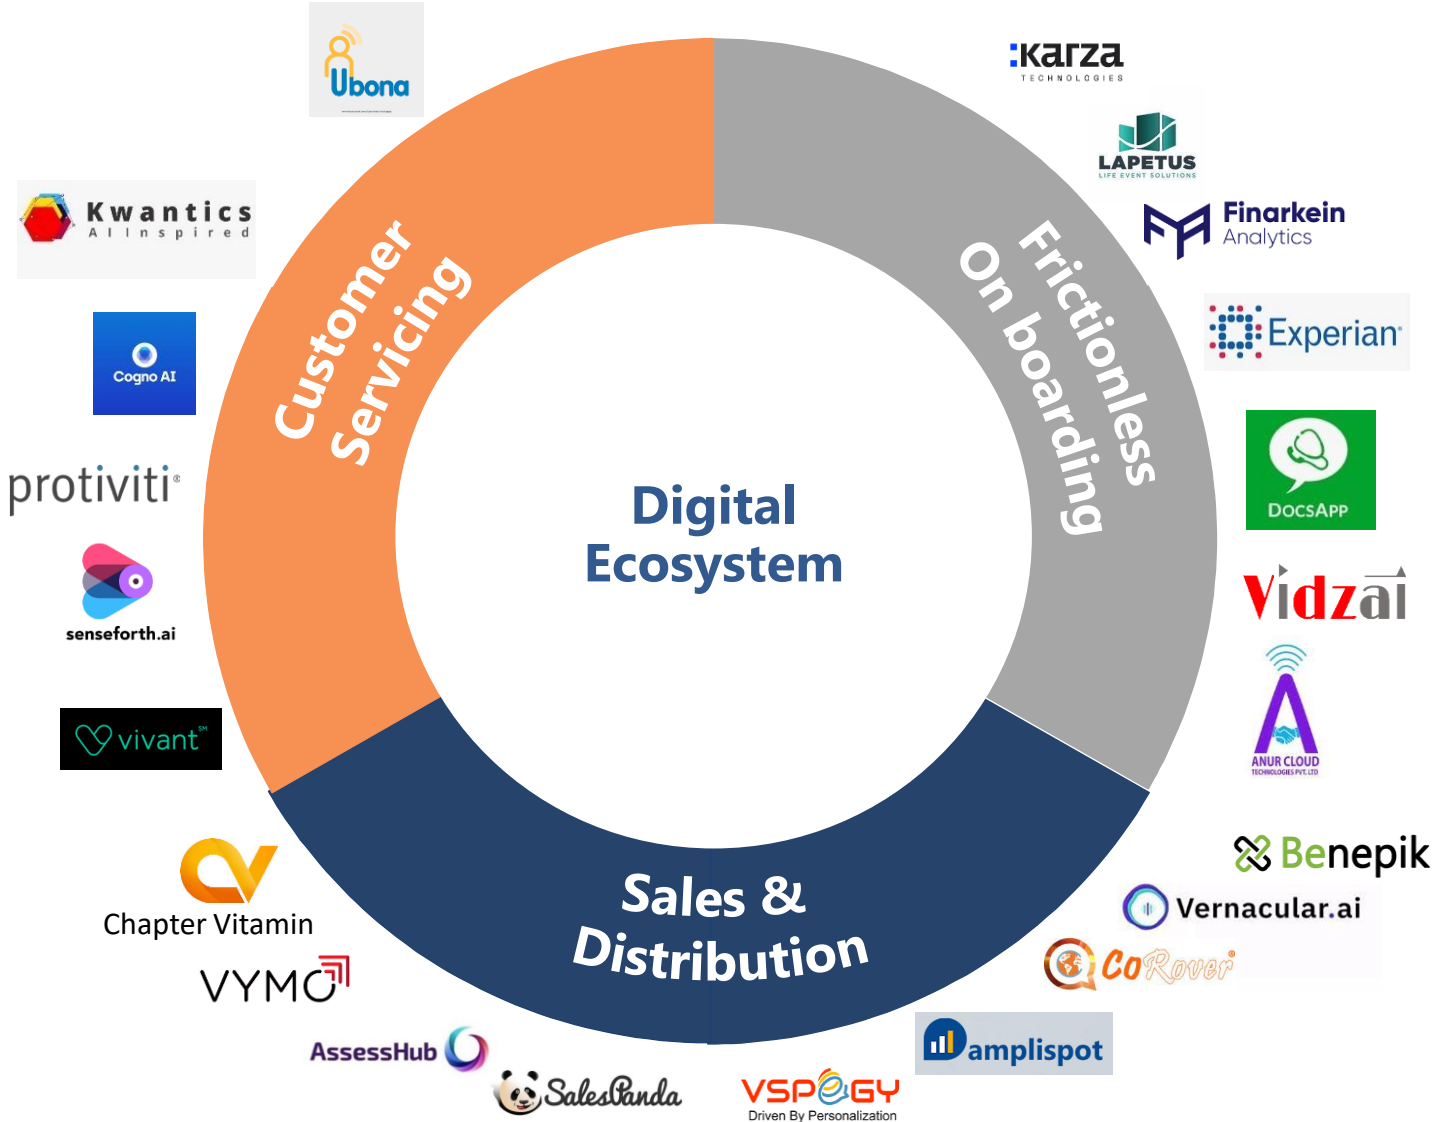 Ubona
Kwantics
AI Inspired
Cogno AI
protiviti®
senseforth.ai
vivant℠
Customer
Servicing
:Karza
TECHNOLOGIES
LAPETUS
LIFE EVENT SOLUTIONS
Finarkein
Analytics
Experian
DOCSAPP
Vidzai
ANUR CLOUD
TECHNOLOGIES PVT. LTD
Frictionless
On boarding
Digital
Ecosystem
Sales &
Distribution
Chapter Vitamin
VYMO
AssessHub
SalesPanda
VSPAGY
Driven By Personalization
amplispot
CoRover®
Vernacular.ai
Benepik